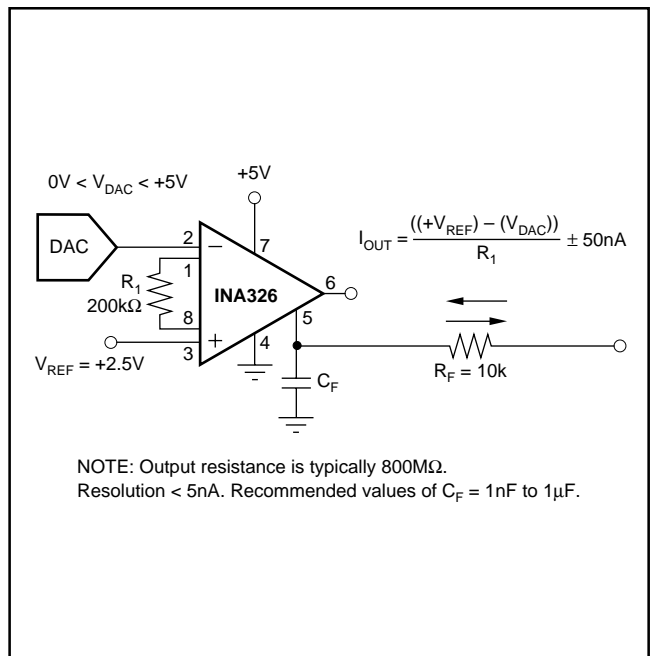 0V < V_DAC < +5V
+5V
I_OUT = ((+V_REF) – (V_DAC)) / R_1 ± 50nA
DAC
2
–
7
1
R_1
200kΩ
INA326
6
8
5
3
+
4
V_REF = +2.5V
C_F
R_F = 10k
NOTE: Output resistance is typically 800MΩ.
Resolution < 5nA. Recommended values of C_F = 1nF to 1µF.